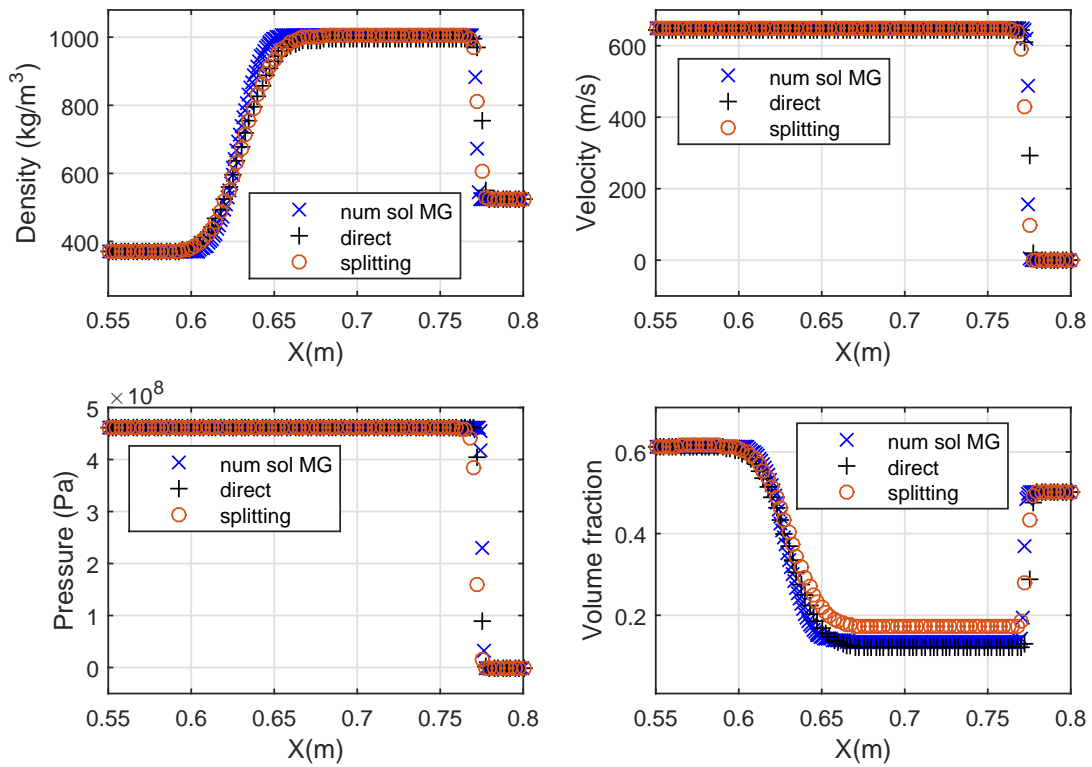 Density (kg/m³)
1000
800
600
400
num sol MG
direct
splitting
0.55 0.6 0.65 0.7 0.75 0.8
X(m)
Velocity (m/s)
600
400
200
0
num sol MG
direct
splitting
0.55 0.6 0.65 0.7 0.75 0.8
X(m)
×10⁸
Pressure (Pa)
5
4
3
2
1
0
num sol MG
direct
splitting
0.55 0.6 0.65 0.7 0.75 0.8
X(m)
Volume fraction
0.6
0.4
0.2
num sol MG
direct
splitting
0.55 0.6 0.65 0.7 0.75 0.8
X(m)